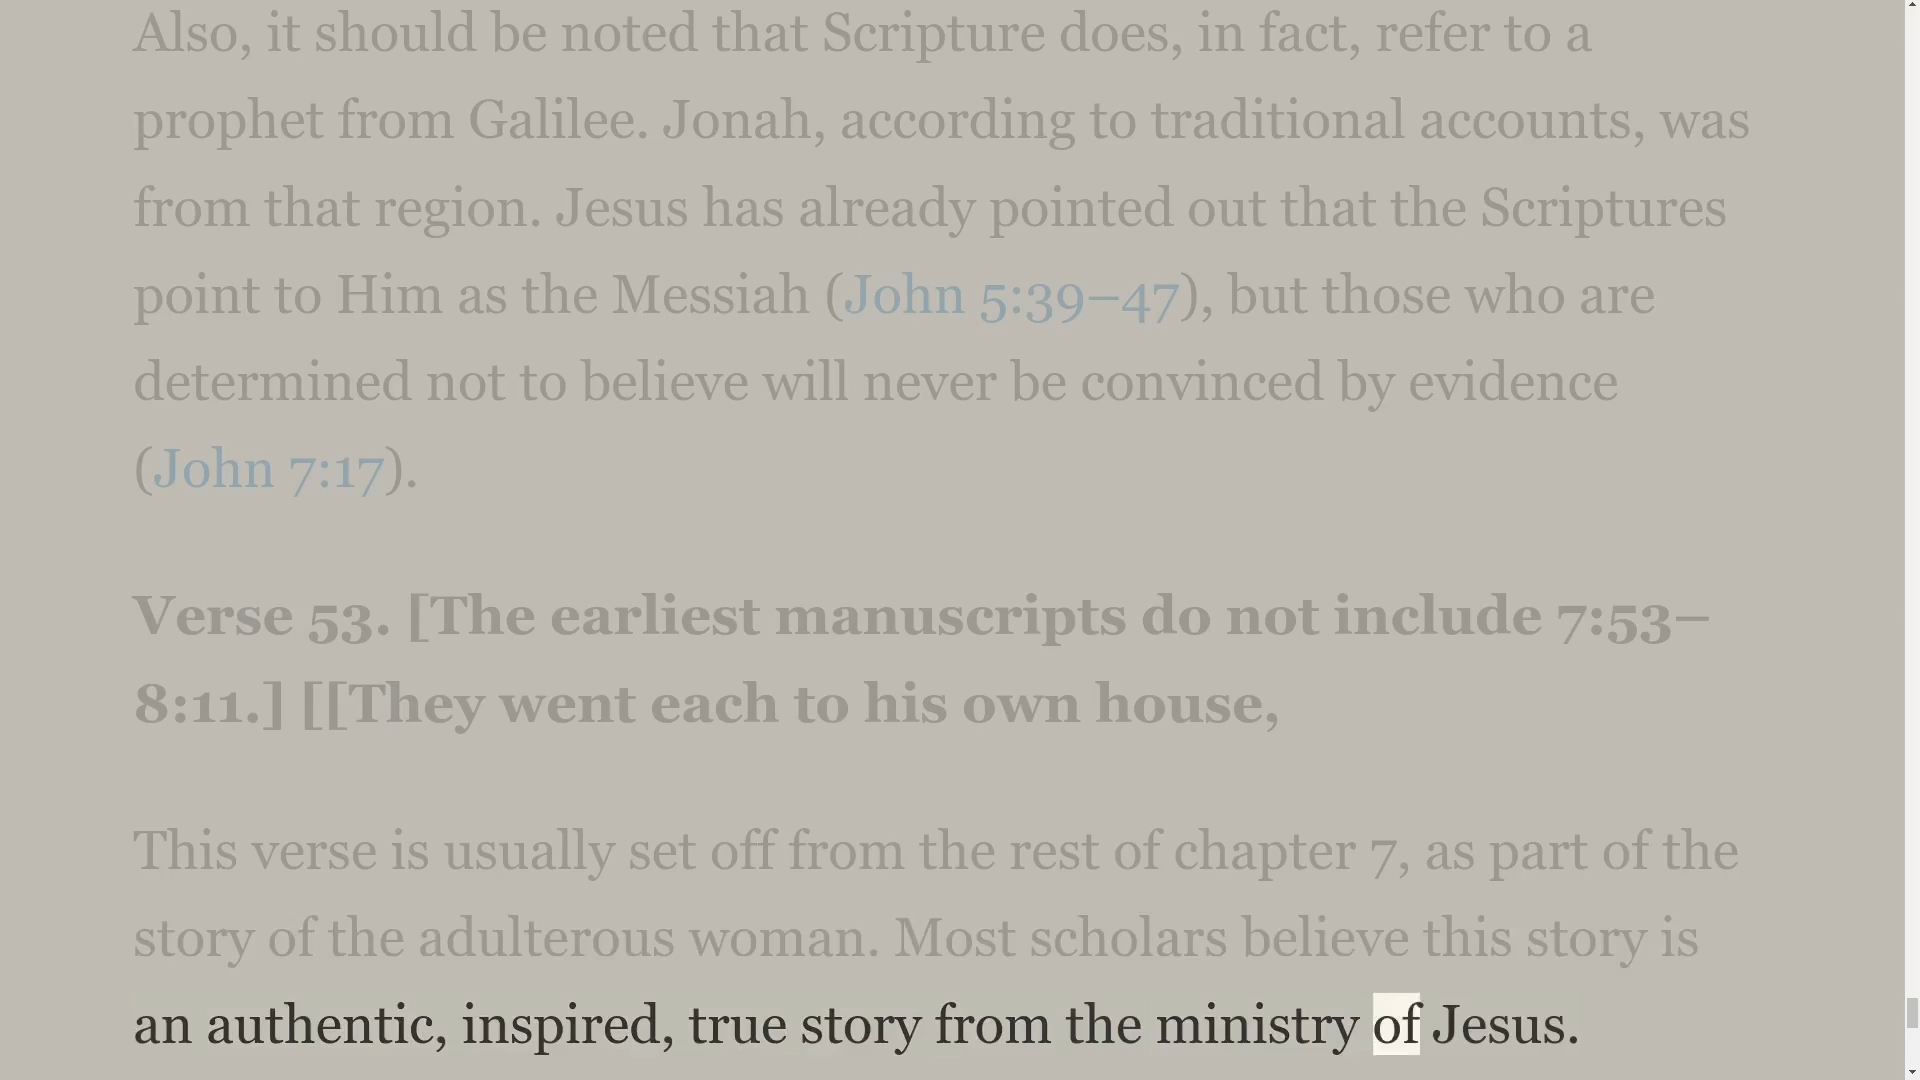 Also, it should be noted that Scripture does, in fact, refer to a
prophet from Galilee. Jonah, according to traditional accounts, was
from that region. Jesus has already pointed out that the Scriptures
point to Him as the Messiah (John 5:39–47), but those who are
determined not to believe will never be convinced by evidence
(John 7:17).
Verse 53. [The earliest manuscripts do not include 7:53–
8:11.] [[They went each to his own house,
This verse is usually set off from the rest of chapter 7, as part of the
story of the adulterous woman. Most scholars believe this story is
an authentic, inspired, true story from the ministry of Jesus.